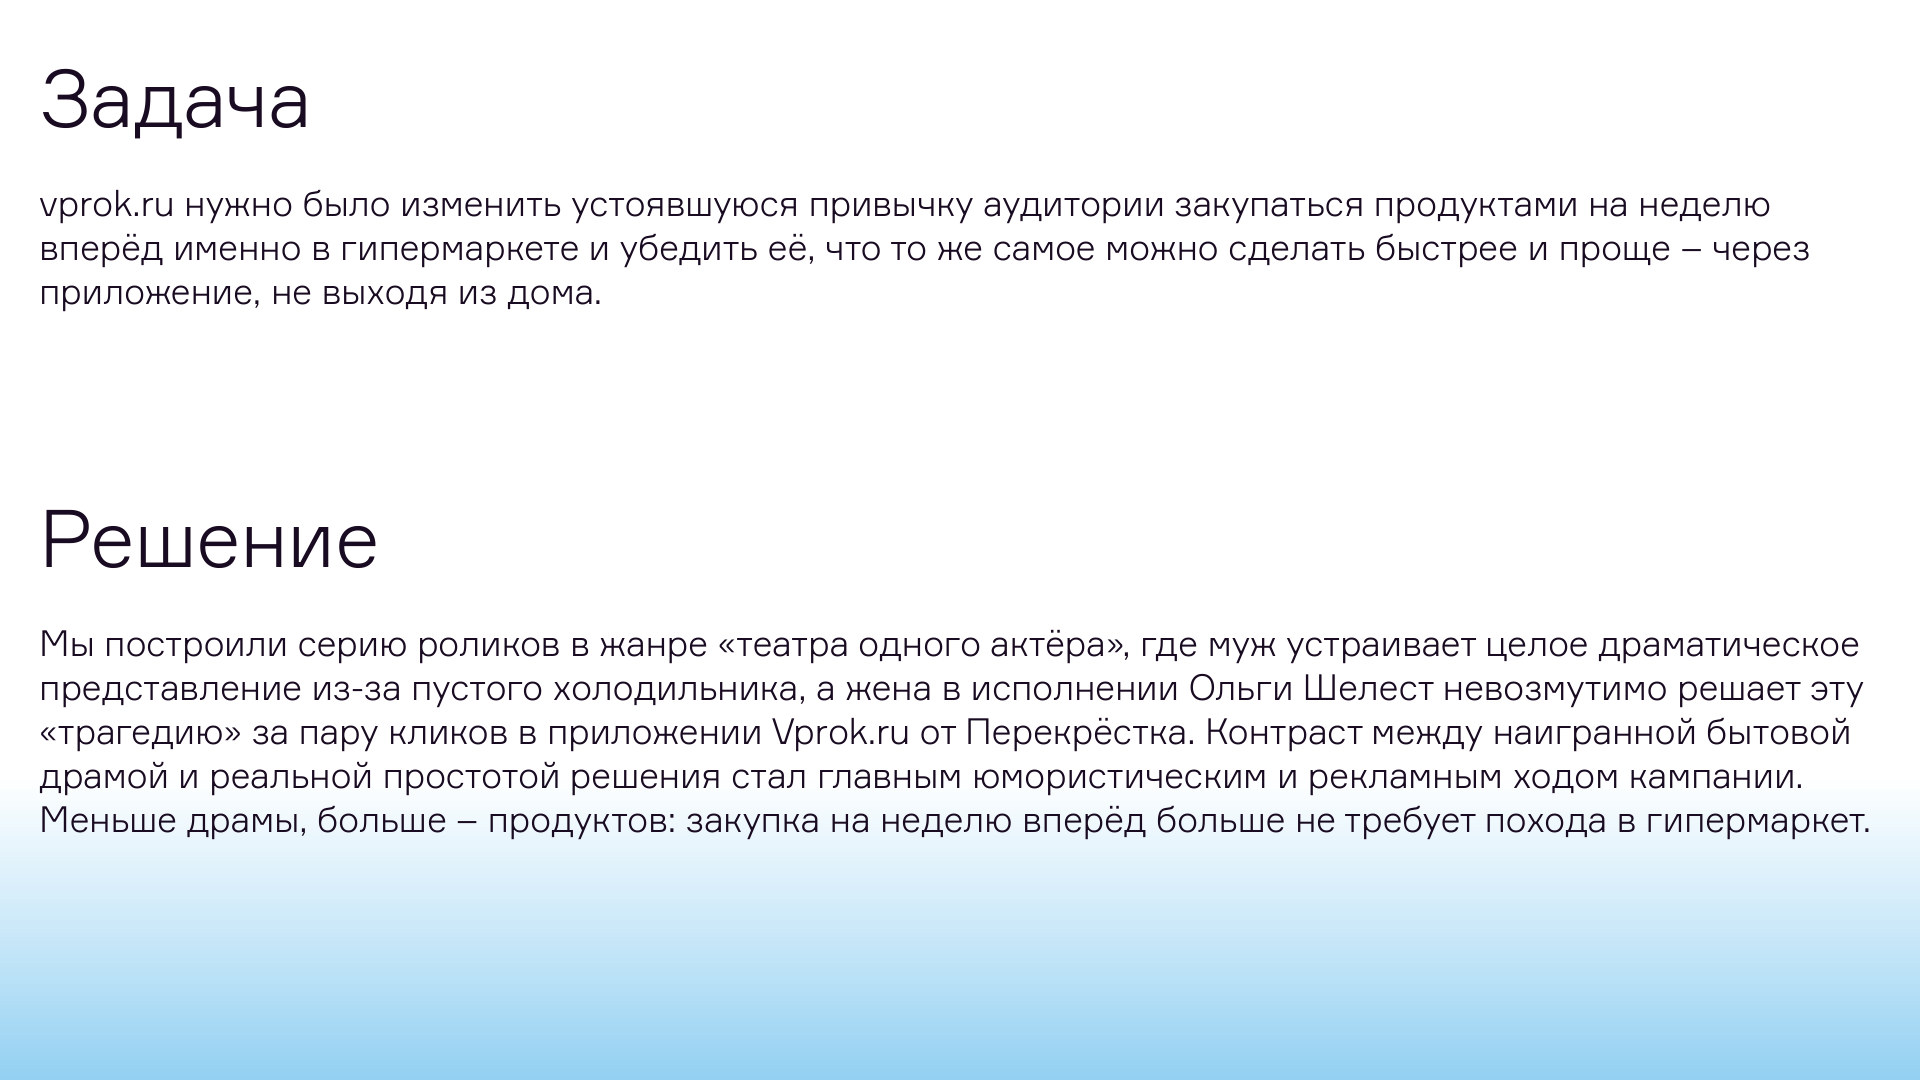 Задача
vprok.ru нужно было изменить устоявшуюся привычку аудитории закупаться продуктами на неделю
вперёд именно в гипермаркете и убедить её, что то же самое можно сделать быстрее и проще – через
приложение, не выходя из дома.
Решение
Мы построили серию роликов в жанре «театра одного актёра», где муж устраивает целое драматическое
представление из-за пустого холодильника, а жена в исполнении Ольги Шелест невозмутимо решает эту
«трагедию» за пару кликов в приложении Vprok.ru от Перекрёстка. Контраст между наигранной бытовой
драмой и реальной простотой решения стал главным юмористическим и рекламным ходом кампании.
Меньше драмы, больше – продуктов: закупка на неделю вперёд больше не требует похода в гипермаркет.